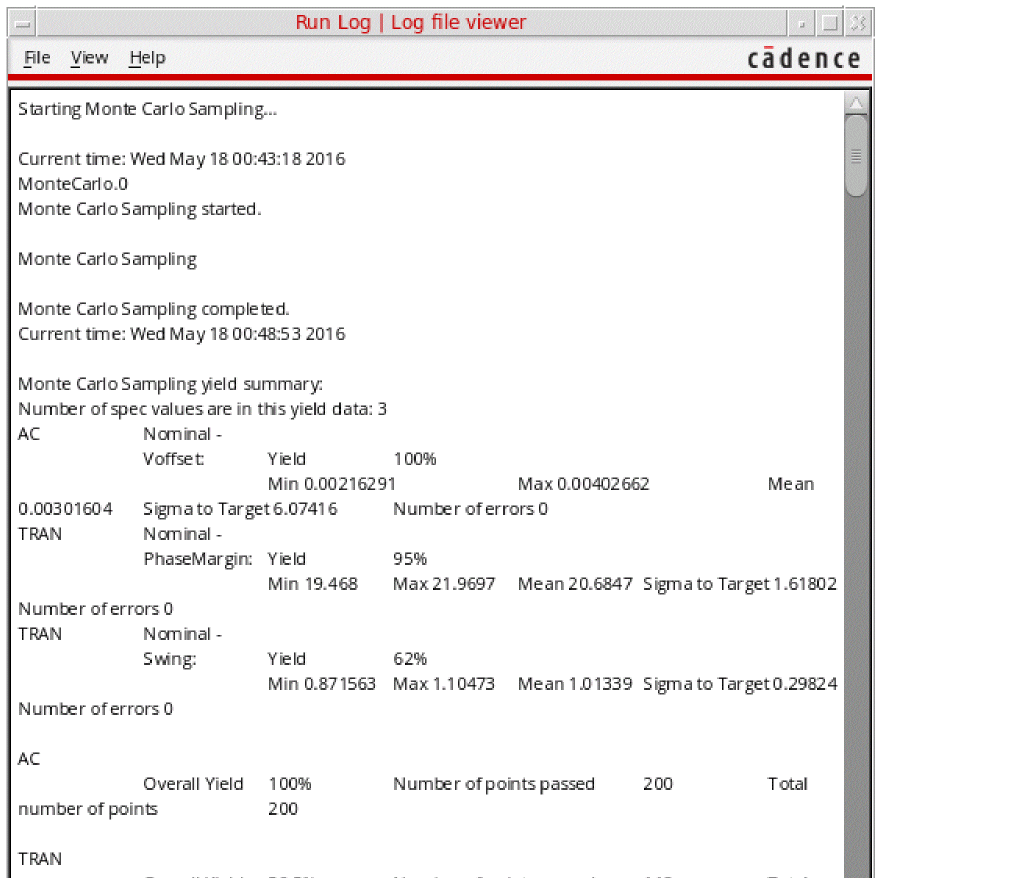 Run Log | Log file viewer
File View Help
cādence
Starting Monte Carlo Sampling...
Current time: Wed May 18 00:43:18 2016
MonteCarlo.0
Monte Carlo Sampling started.
Monte Carlo Sampling
Monte Carlo Sampling completed.
Current time: Wed May 18 00:48:53 2016
Monte Carlo Sampling yield summary:
Number of spec values are in this yield data: 3
AC Nominal -
Voffset: Yield 100%
Min 0.00216291 Max 0.00402662 Mean
0.00301604 Sigma to Target 6.07416 Number of errors 0
TRAN Nominal -
PhaseMargin: Yield 95%
Min 19.468 Max 21.9697 Mean 20.6847 Sigma to Target 1.61802
Number of errors 0
TRAN Nominal -
Swing: Yield 62%
Min 0.871563 Max 1.10473 Mean 1.01339 Sigma to Target 0.29824
Number of errors 0
AC
Overall Yield 100% Number of points passed 200 Total
number of points 200
TRAN